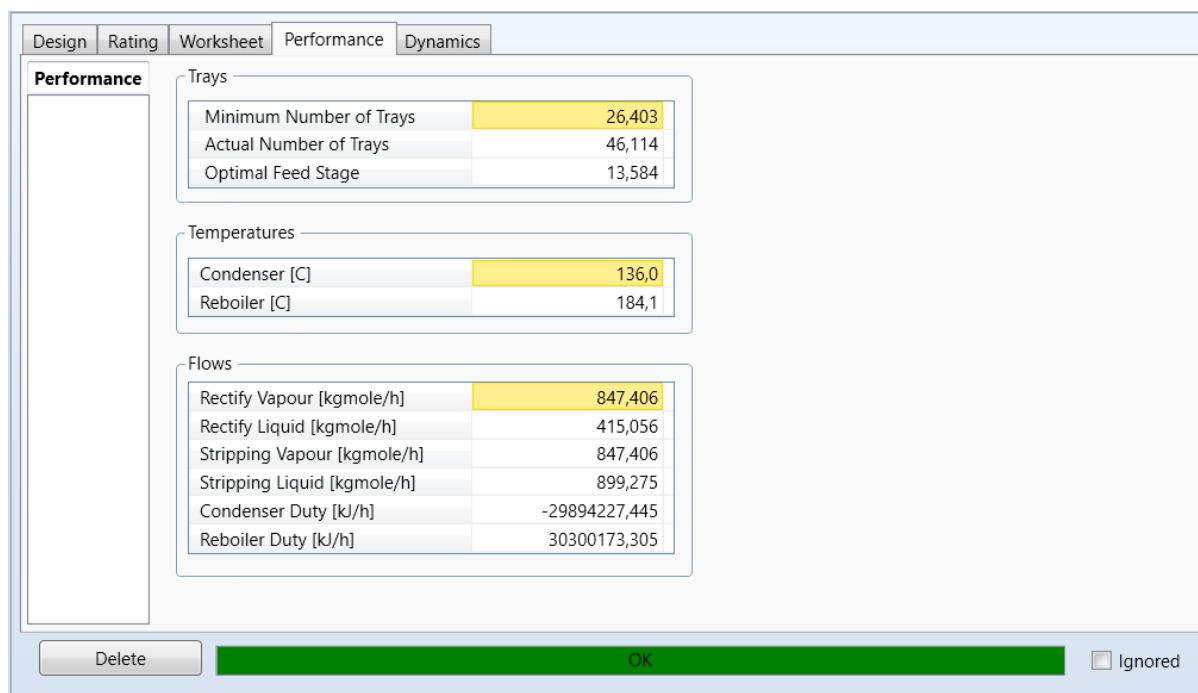 Design Rating Worksheet Performance Dynamics
Performance
Trays
Minimum Number of Trays 26,403
Actual Number of Trays 46,114
Optimal Feed Stage 13,584
Temperatures
Condenser [C] 136,0
Reboiler [C] 184,1
Flows
Rectify Vapour [kgmole/h] 847,406
Rectify Liquid [kgmole/h] 415,056
Stripping Vapour [kgmole/h] 847,406
Stripping Liquid [kgmole/h] 899,275
Condenser Duty [kJ/h] -29894227,445
Reboiler Duty [kJ/h] 30300173,305
Delete OK Ignored